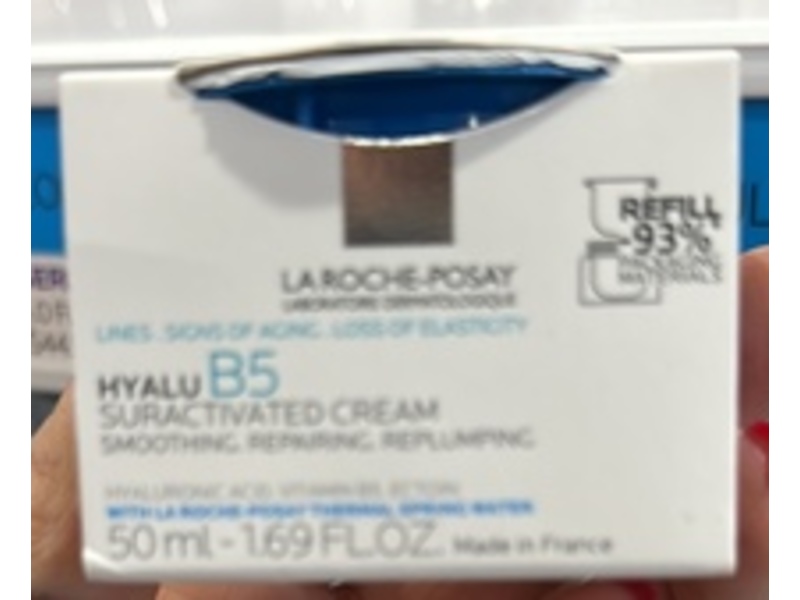 LA ROCHE-POSAY
LABORATOIRE DERMATOLOGIQUE
REFILL
-93%
MATERIALS
LINES . SIGNS OF AGING . LOSS OF ELASTICITY
HYALU B5
SURACTIVATED CREAM
SMOOTHING. REPAIRING. REPLUMPING
HYALURONIC ACID. VITAMIN B5. ECTOIN
WITH LA ROCHE-POSAY THERMAL SPRING WATER
50 ml - 1.69 FL.OZ. Made in France